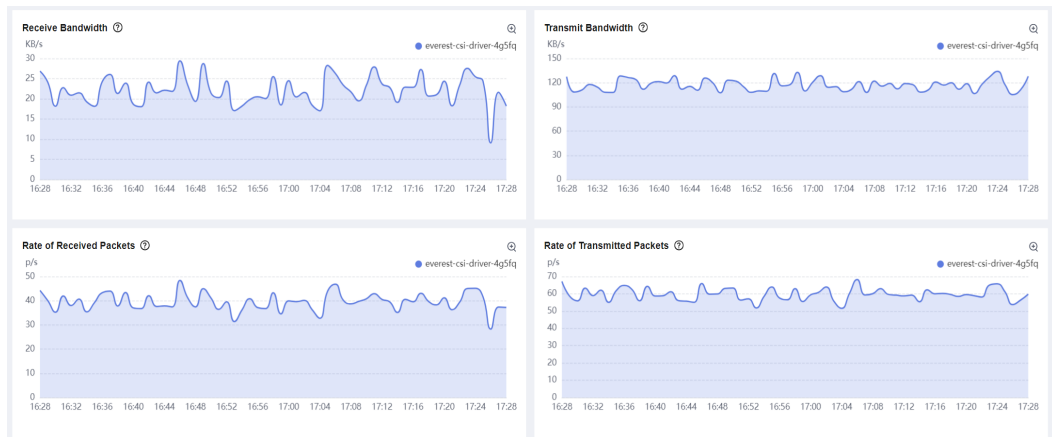 Receive Bandwidth
KB/s
everest-csi-driver-4g5fq
30
25
20
15
10
5
0
16:28 16:32 16:36 16:40 16:44 16:48 16:52 16:56 17:00 17:04 17:08 17:12 17:16 17:20 17:24 17:28
Transmit Bandwidth
KB/s
everest-csi-driver-4g5fq
150
120
90
60
30
0
16:28 16:32 16:36 16:40 16:44 16:48 16:52 16:56 17:00 17:04 17:08 17:12 17:16 17:20 17:24 17:28
Rate of Received Packets
p/s
everest-csi-driver-4g5fq
50
40
30
20
10
0
16:28 16:32 16:36 16:40 16:44 16:48 16:52 16:56 17:00 17:04 17:08 17:12 17:16 17:20 17:24 17:28
Rate of Transmitted Packets
p/s
everest-csi-driver-4g5fq
70
60
50
40
30
20
10
0
16:28 16:32 16:36 16:40 16:44 16:48 16:52 16:56 17:00 17:04 17:08 17:12 17:16 17:20 17:24 17:28